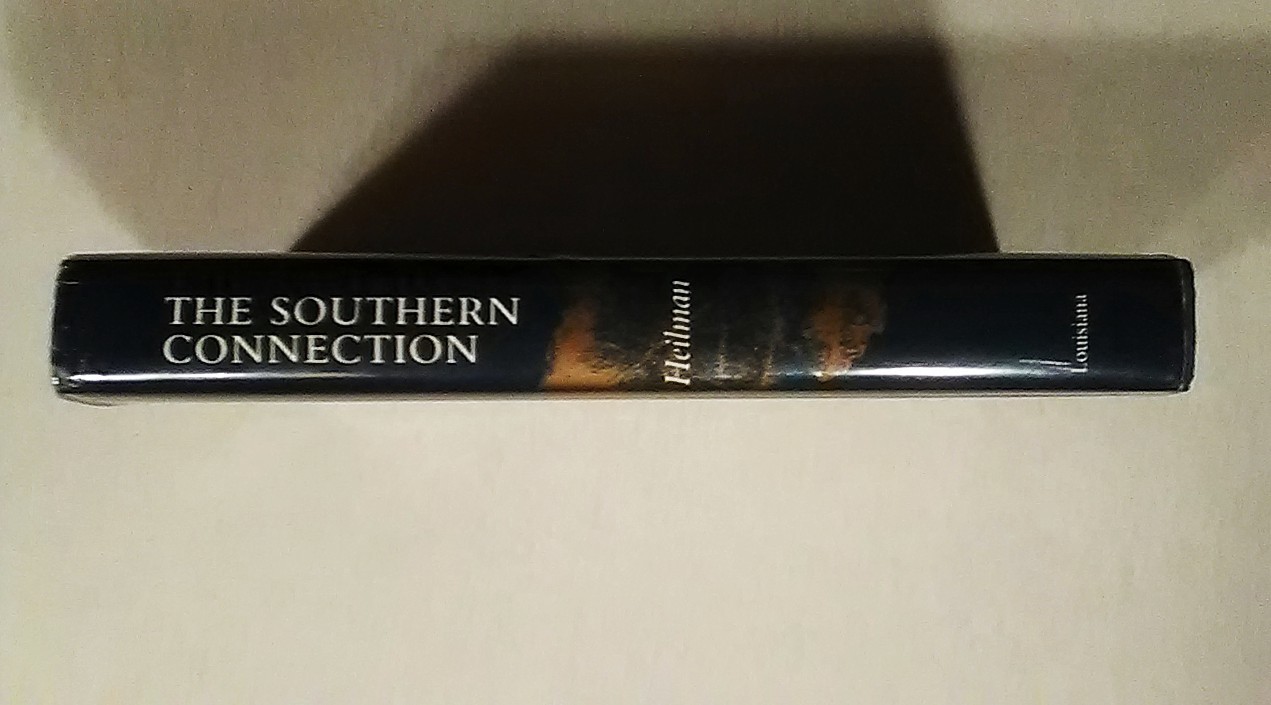 THE SOUTHERN
CONNECTION
Heilman
Louisiana